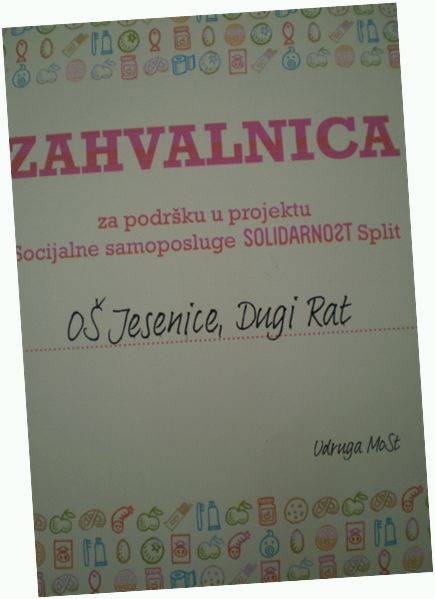 ZAHVALNICA
za podršku u projektu
Socijalne samoposluge SOLIDARNOST Split
OŠ Jesenice, Dugi Rat
Udruga MoSt